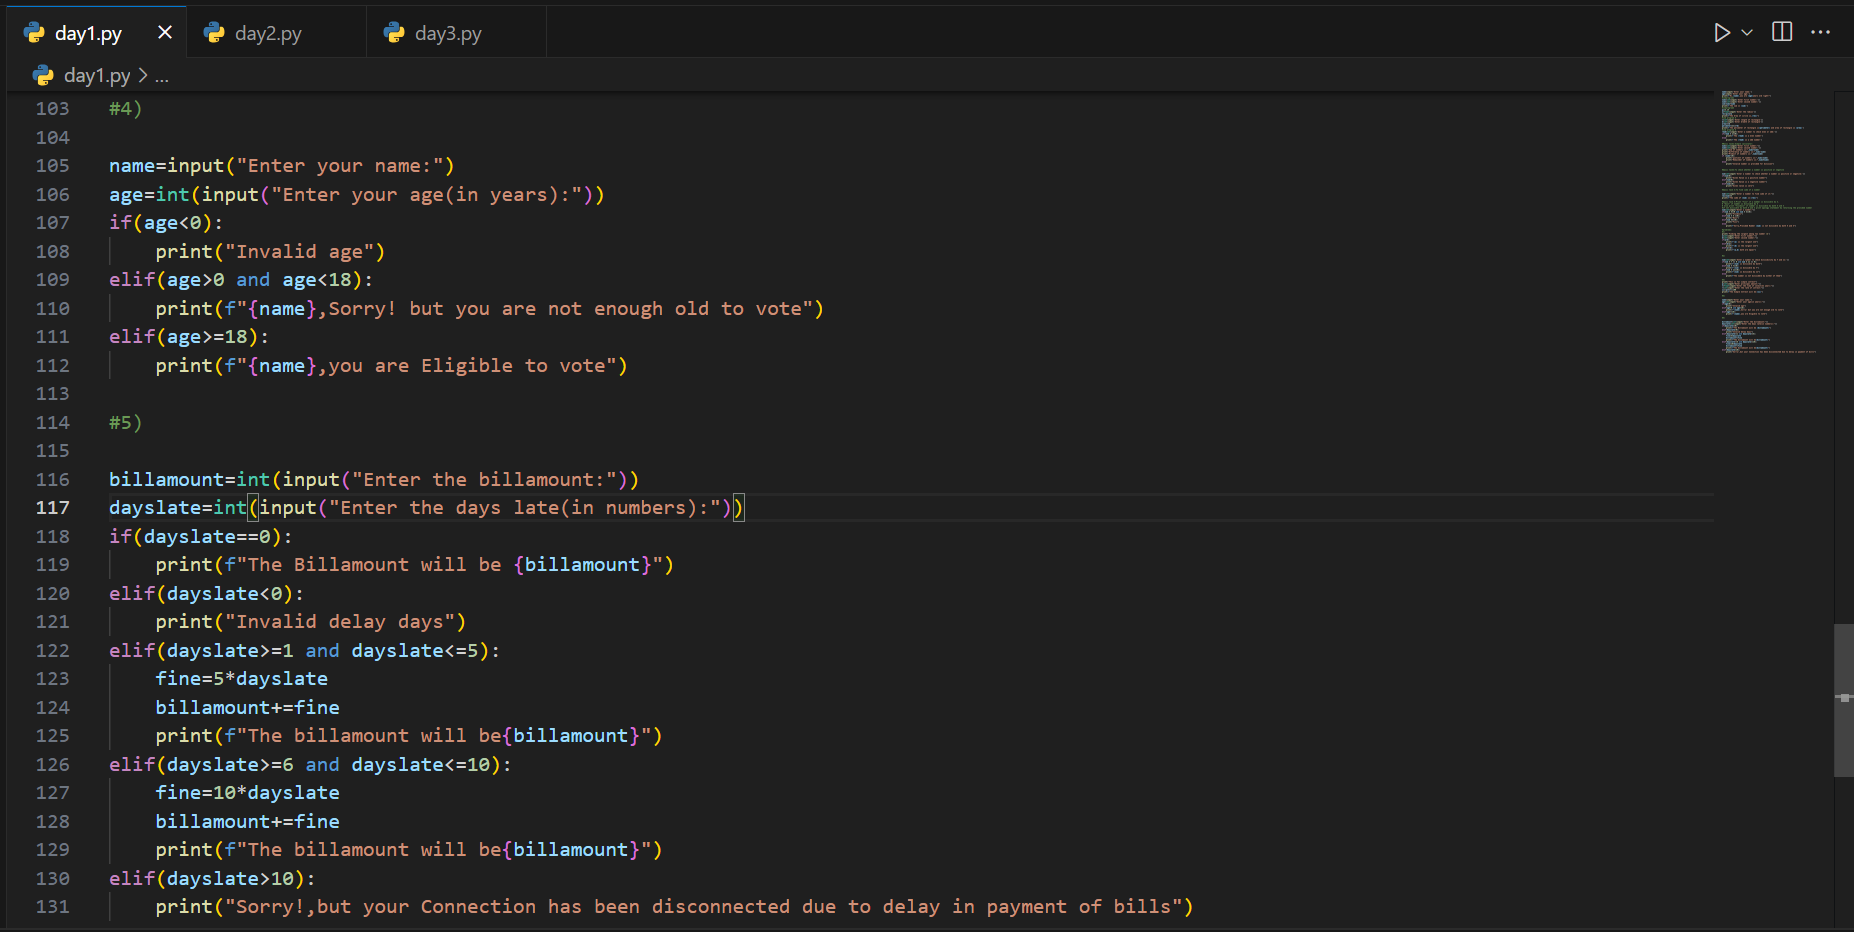 day1.py
day2.py
day3.py
day1.py > ...
103 #4)
104
105 name=input("Enter your name:")
106 age=int(input("Enter your age(in years):"))
107 if(age<0):
108     print("Invalid age")
109 elif(age>0 and age<18):
110     print(f"{name},Sorry! but you are not enough old to vote")
111 elif(age>=18):
112     print(f"{name},you are Eligible to vote")
113
114 #5)
115
116 billamount=int(input("Enter the billamount:"))
117 dayslate=int(input("Enter the days late(in numbers):"))
118 if(dayslate==0):
119     print(f"The Billamount will be {billamount}")
120 elif(dayslate<0):
121     print("Invalid delay days")
122 elif(dayslate>=1 and dayslate<=5):
123     fine=5*dayslate
124     billamount+=fine
125     print(f"The billamount will be{billamount}")
126 elif(dayslate>=6 and dayslate<=10):
127     fine=10*dayslate
128     billamount+=fine
129     print(f"The billamount will be{billamount}")
130 elif(dayslate>10):
131     print("Sorry!,but your Connection has been disconnected due to delay in payment of bills")